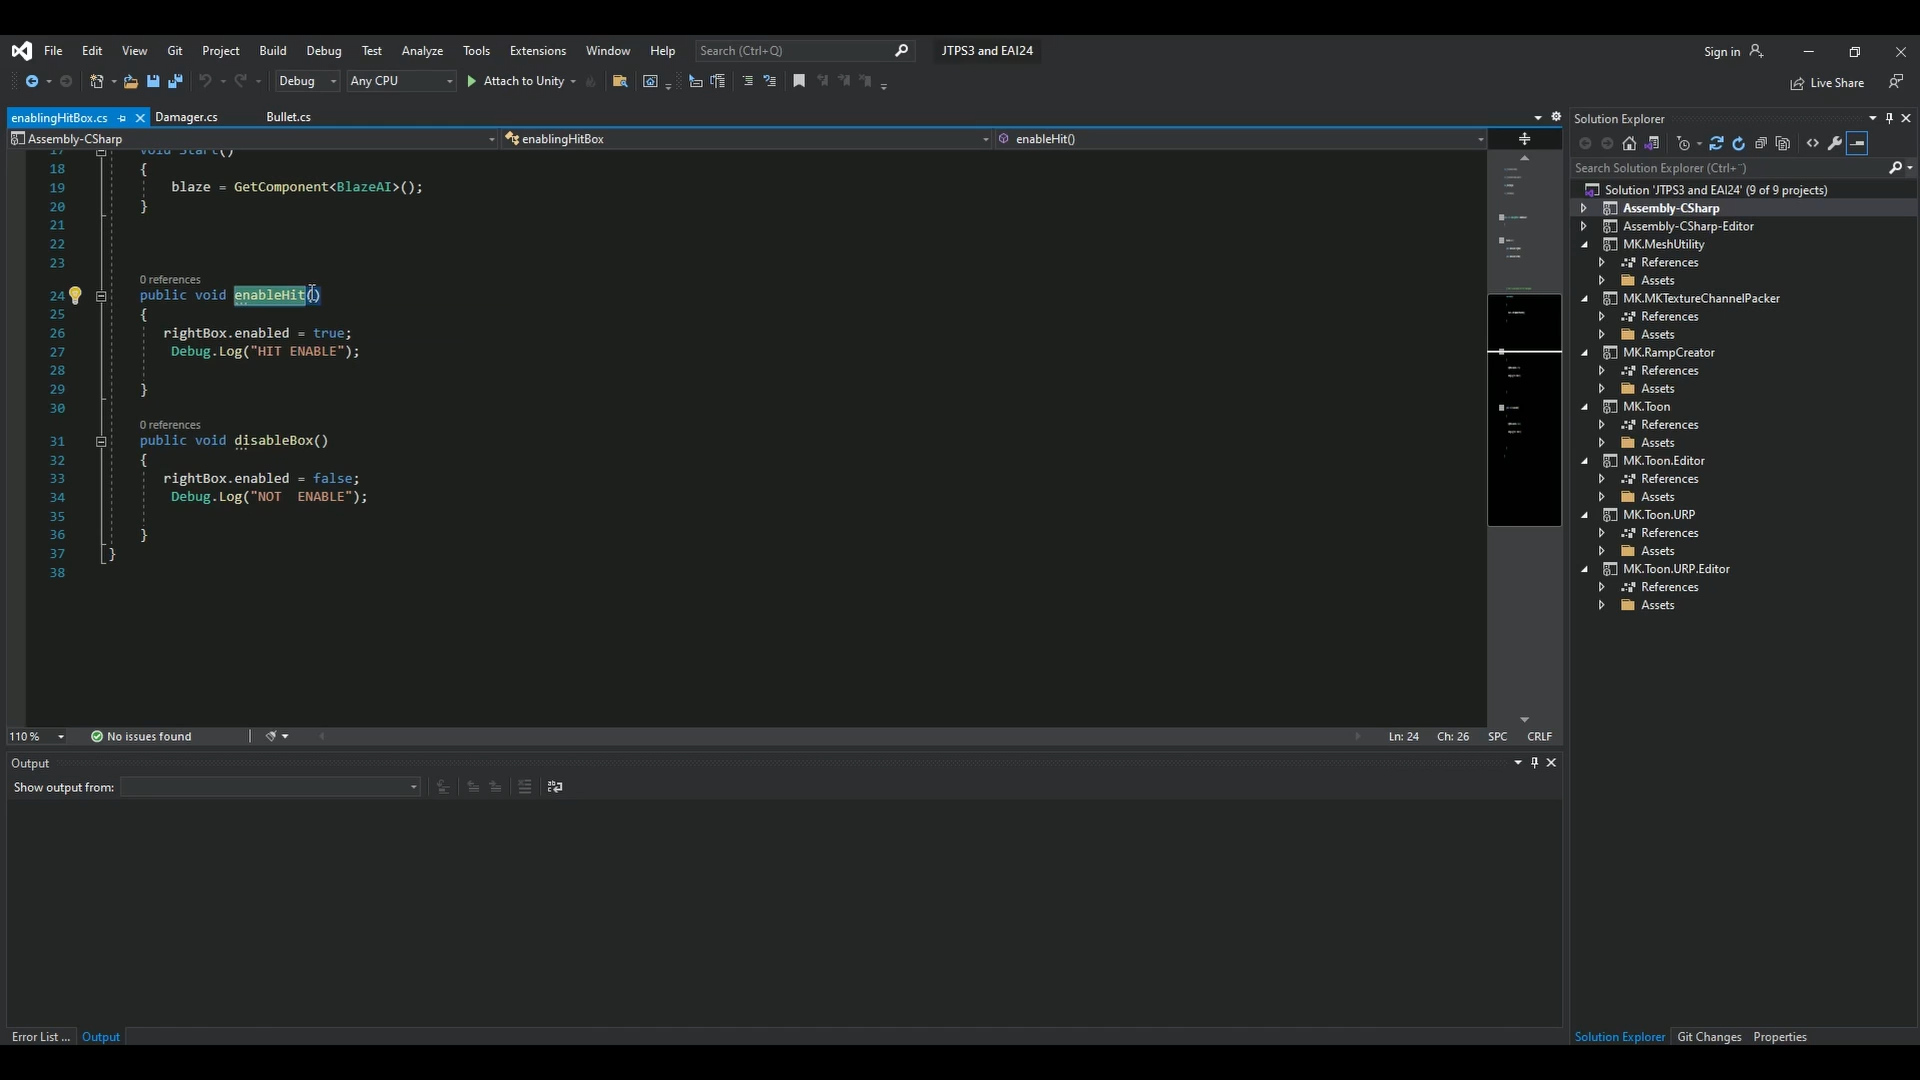 File Edit View Git Project Build Debug Test Analyze Tools Extensions Window Help Search (Ctrl+Q) JTPS3 and EAI24 Sign in
Debug Any CPU Attach to Unity Live Share
enablingHitBox.cs Damager.cs Bullet.cs
Assembly-CSharp enablingHitBox enableHit()
17 void Start()
18 {
19 blaze = GetComponent<BlazeAI>();
20 }
21
22
23
0 references
24 public void enableHit()
25 {
26 rightBox.enabled = true;
27 Debug.Log("HIT ENABLE");
28
29 }
30
0 references
31 public void disableBox()
32 {
33 rightBox.enabled = false;
34 Debug.Log("NOT  ENABLE");
35
36 }
37 }
38
110 % No issues found Ln: 24 Ch: 26 SPC CRLF
Output
Show output from:
Error List ... Output
Solution Explorer
Search Solution Explorer (Ctrl+¨)
Solution 'JTPS3 and EAI24' (9 of 9 projects)
Assembly-CSharp
Assembly-CSharp-Editor
MK.MeshUtility
References
Assets
MK.MKTextureChannelPacker
References
Assets
MK.RampCreator
References
Assets
MK.Toon
References
Assets
MK.Toon.Editor
References
Assets
MK.Toon.URP
References
Assets
MK.Toon.URP.Editor
References
Assets
Solution Explorer Git Changes Properties